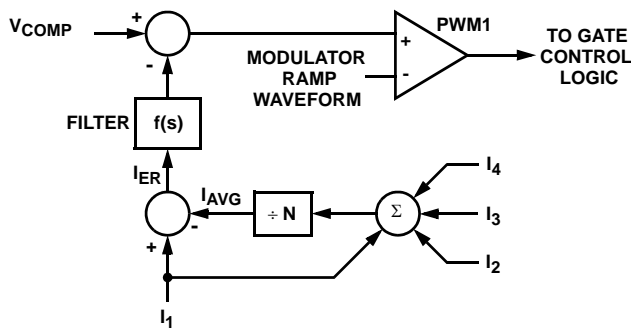 V_COMP
+
-
PWM1
+
-
MODULATOR
RAMP
WAVEFORM
TO GATE
CONTROL
LOGIC
FILTER
f(s)
I_ER
I_AVG
÷ N
Σ
I_4
I_3
I_2
-
+
I_1